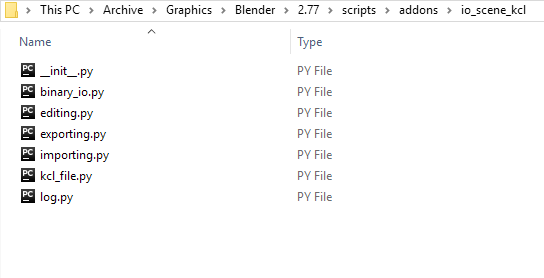 This PC > Archive > Graphics > Blender > 2.77 > scripts > addons > io_scene_kcl
Name Type
__init__.py PY File
binary_io.py PY File
editing.py PY File
exporting.py PY File
importing.py PY File
kcl_file.py PY File
log.py PY File